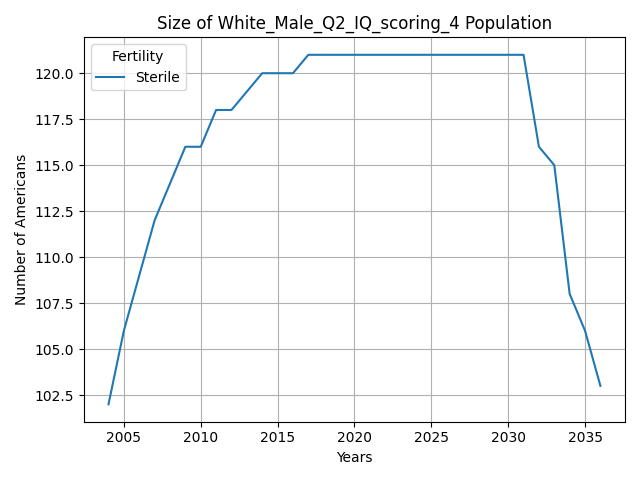 Size of White_Male_Q2_IQ_scoring_4 Population
Fertility
Sterile
Number of Americans
120.0
117.5
115.0
112.5
110.0
107.5
105.0
102.5
2005 2010 2015 2020 2025 2030 2035
Years